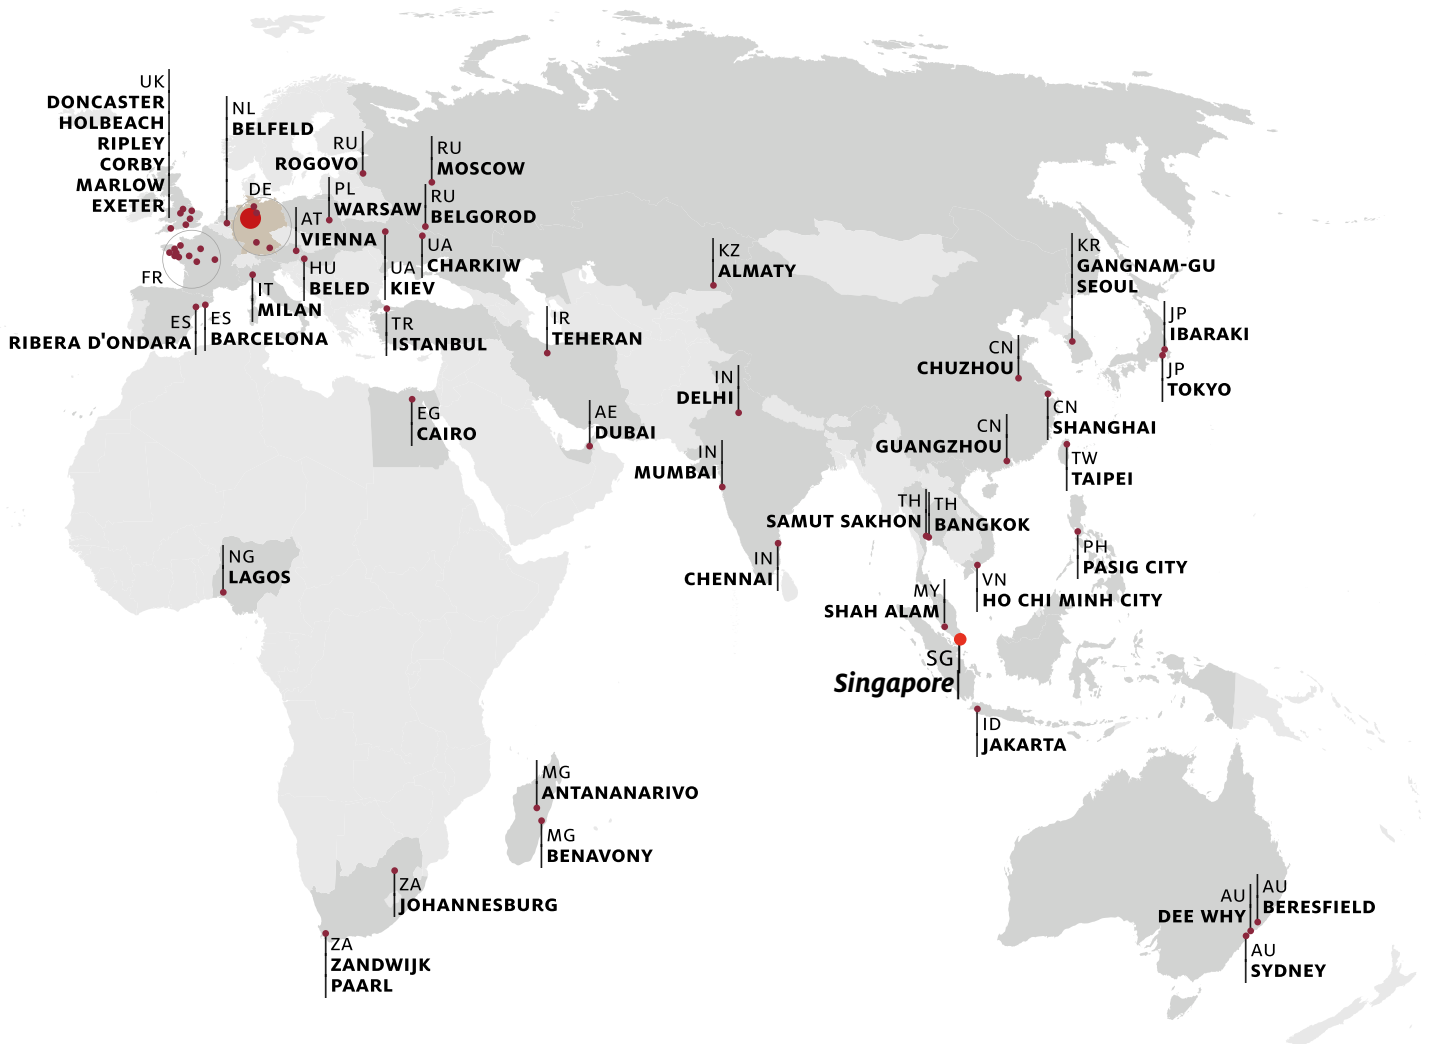 UK
DONCASTER
HOLBEACH
RIPLEY
CORBY
MARLOW
EXETER
NL
BELFELD
DE
RU
ROGOVO
RU
MOSCOW
PL
WARSAW
RU
BELGOROD
AT
VIENNA
UA
CHARKIW
HU
BELED
UA
KIEV
FR
IT
MILAN
ES
RIBERA D'ONDARA
ES
BARCELONA
TR
ISTANBUL
IR
TEHERAN
KZ
ALMATY
KR
GANGNAM-GU
SEOUL
JP
IBARAKI
JP
TOKYO
CN
CHUZHOU
CN
SHANGHAI
CN
GUANGZHOU
TW
TAIPEI
IN
DELHI
IN
MUMBAI
IN
CHENNAI
EG
CAIRO
AE
DUBAI
TH
SAMUT SAKHON
TH
BANGKOK
PH
PASIG CITY
VN
HO CHI MINH CITY
MY
SHAH ALAM
SG
Singapore
ID
JAKARTA
NG
LAGOS
MG
ANTANANARIVO
MG
BENAVONY
ZA
JOHANNESBURG
ZA
ZANDWIJK
PAARL
AU
DEE WHY
AU
BERESFIELD
AU
SYDNEY